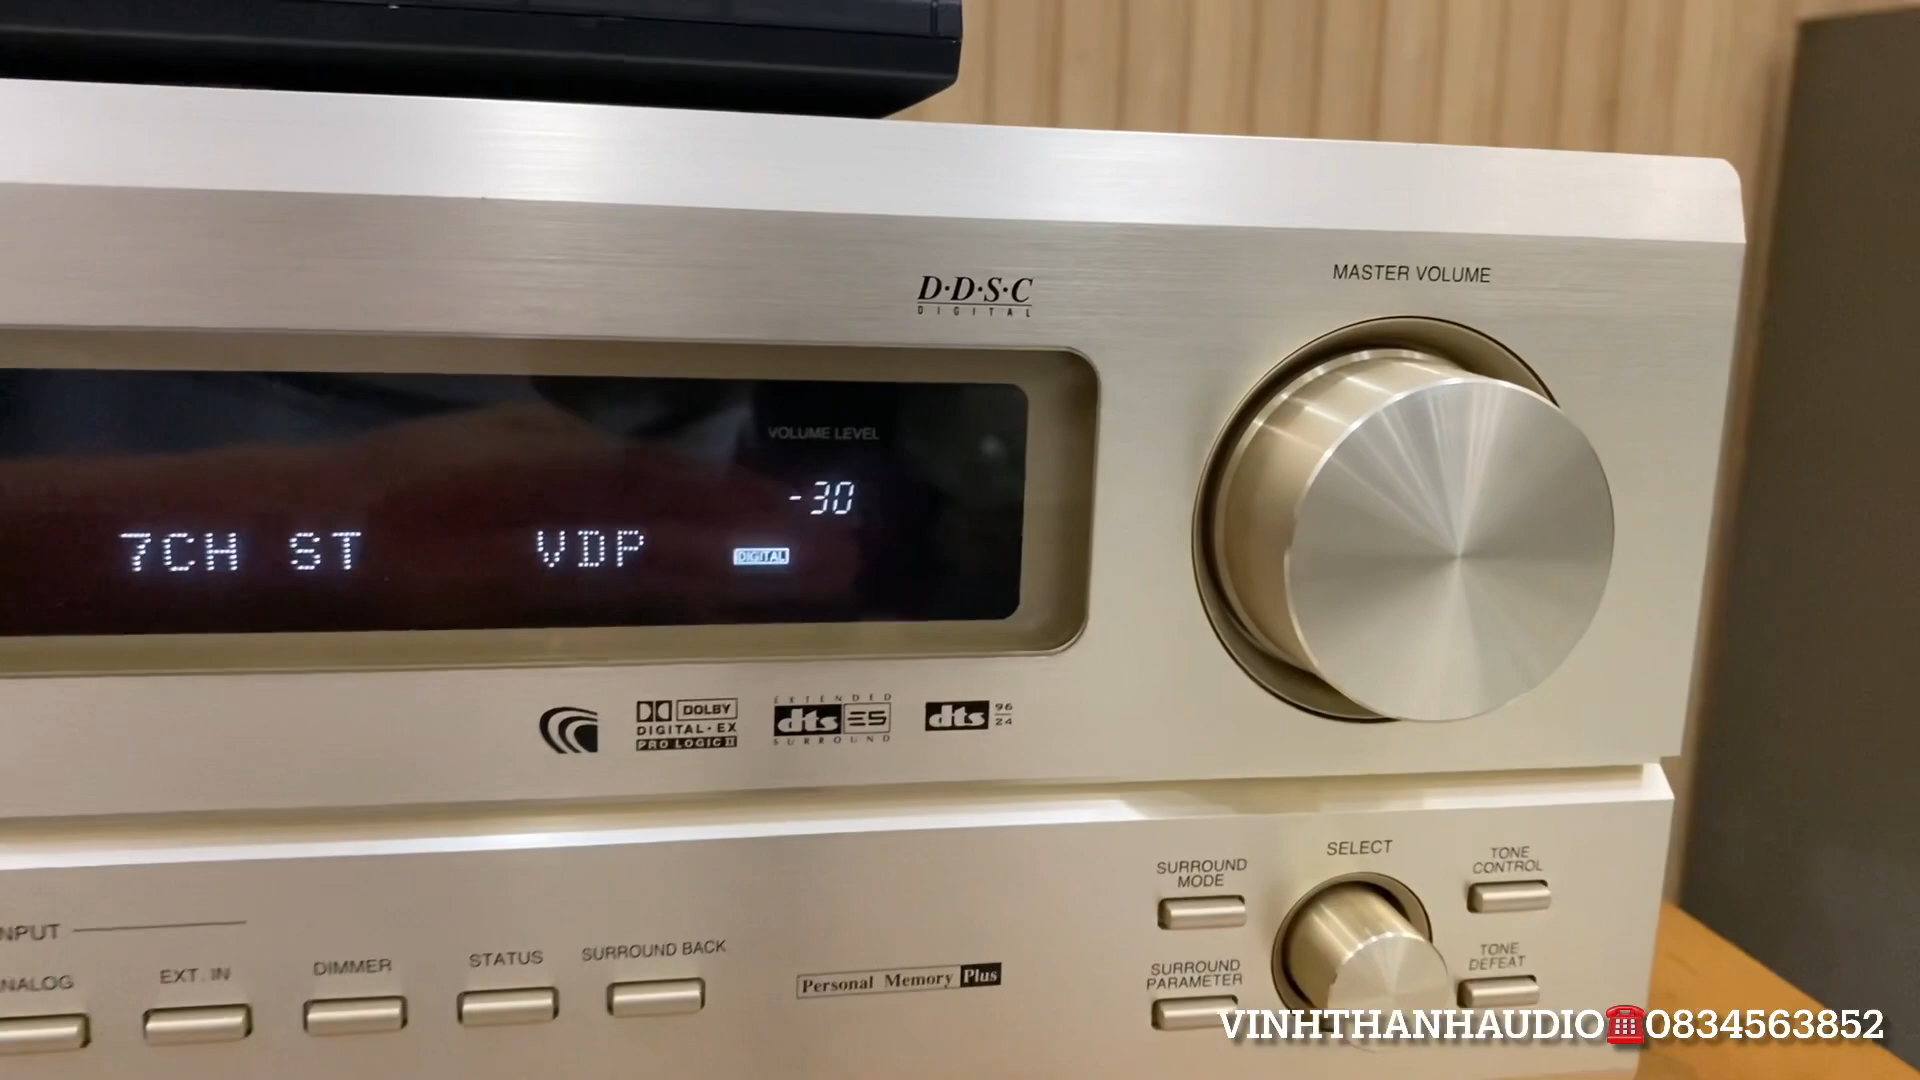 D·D·S·C
DIGITAL
MASTER VOLUME
VOLUME LEVEL
-30
7CH ST VDP DIGITAL
DOLBY
DIGITAL·EX
PRO LOGIC II
EXTENDED
dts ES
SURROUND
dts 96
24
SELECT
SURROUND
MODE
TONE
CONTROL
NPUT
NALOG
EXT. IN
DIMMER
STATUS
SURROUND BACK
Personal Memory Plus
SURROUND
PARAMETER
TONE
DEFEAT
VINHTHANHAUDIO☎️0834563852